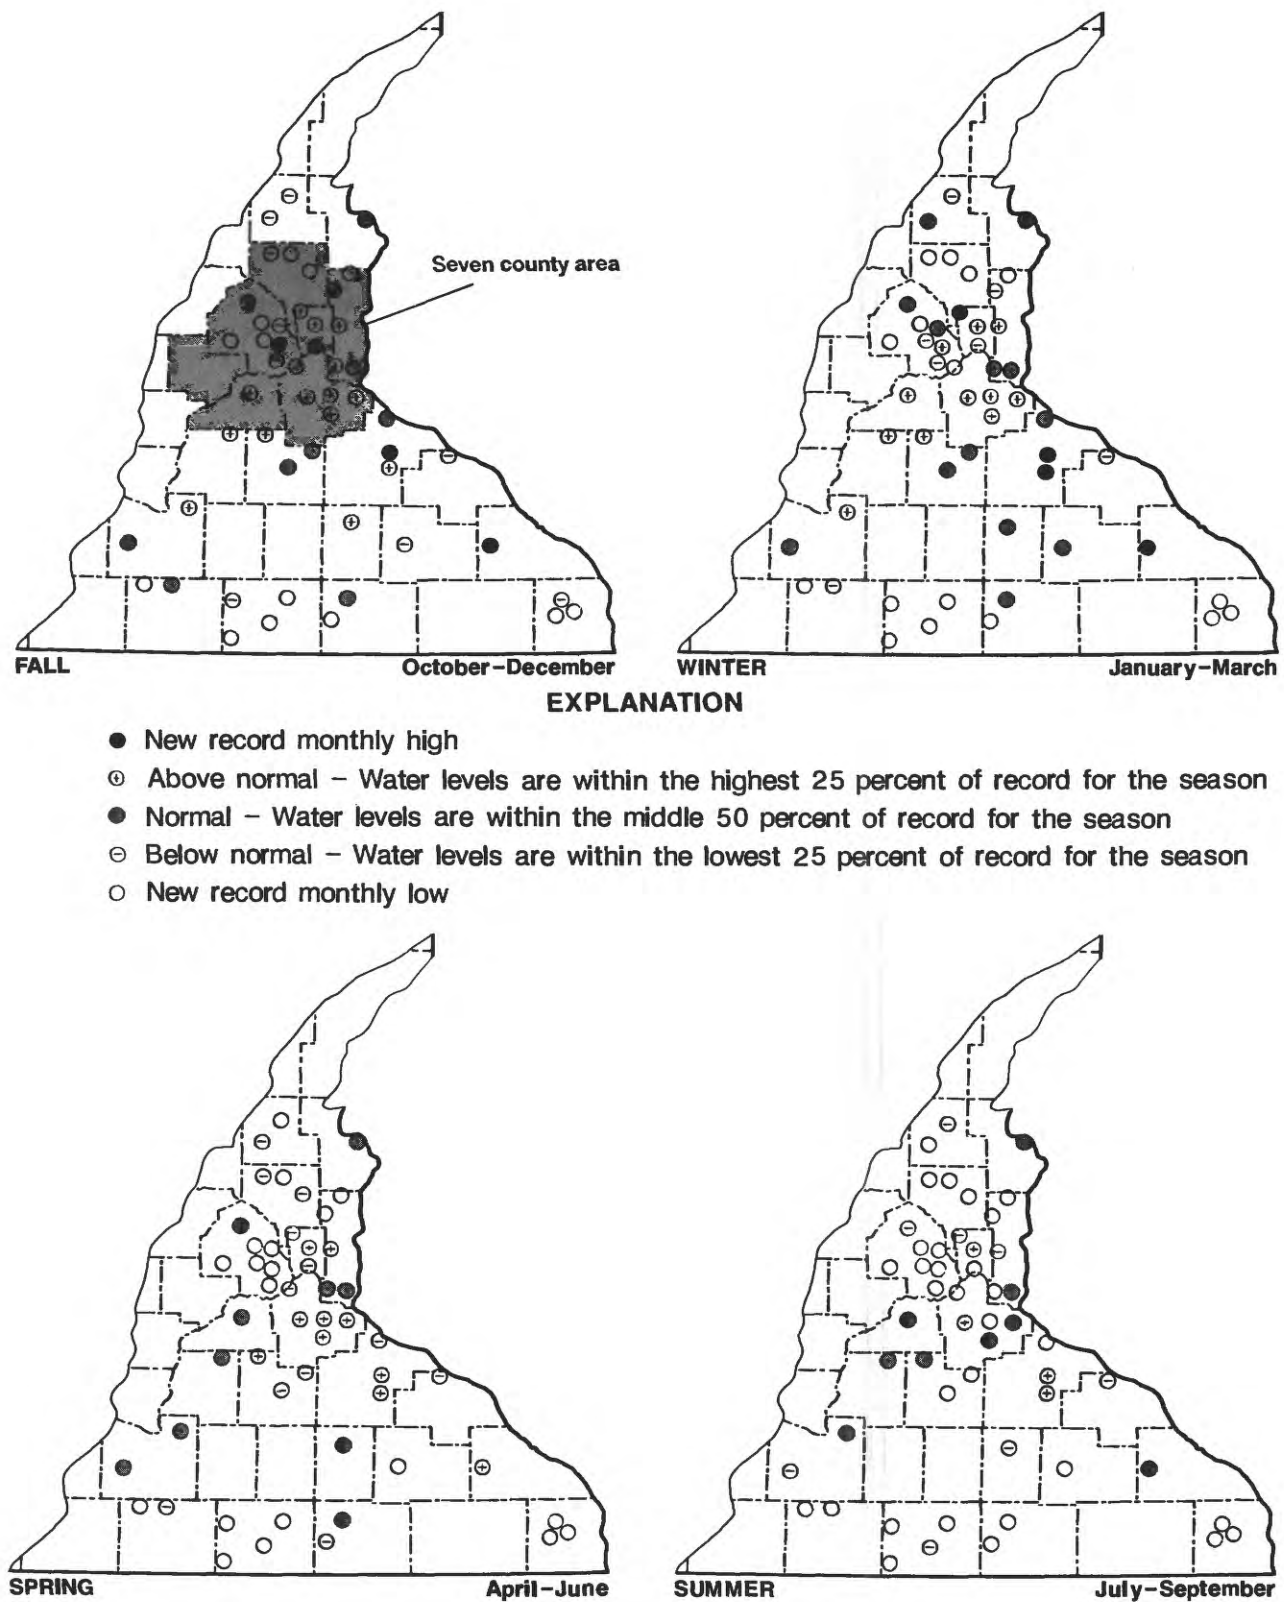 Seven county area
FALL October–December
WINTER January–March
EXPLANATION
New record monthly high
Above normal – Water levels are within the highest 25 percent of record for the season
Normal – Water levels are within the middle 50 percent of record for the season
Below normal – Water levels are within the lowest 25 percent of record for the season
New record monthly low
SPRING April–June
SUMMER July–September